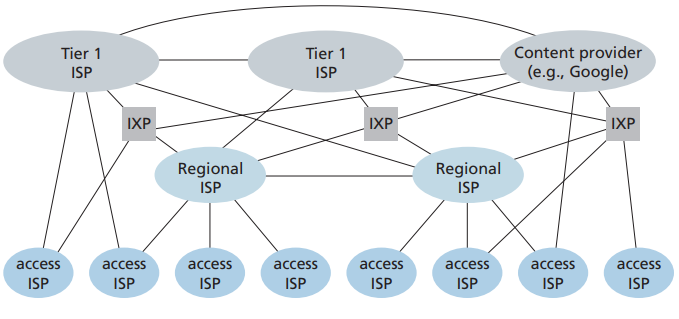 Tier 1
ISP
Tier 1
ISP
Content provider
(e.g., Google)
IXP
IXP
IXP
Regional
ISP
Regional
ISP
access
ISP
access
ISP
access
ISP
access
ISP
access
ISP
access
ISP
access
ISP
access
ISP